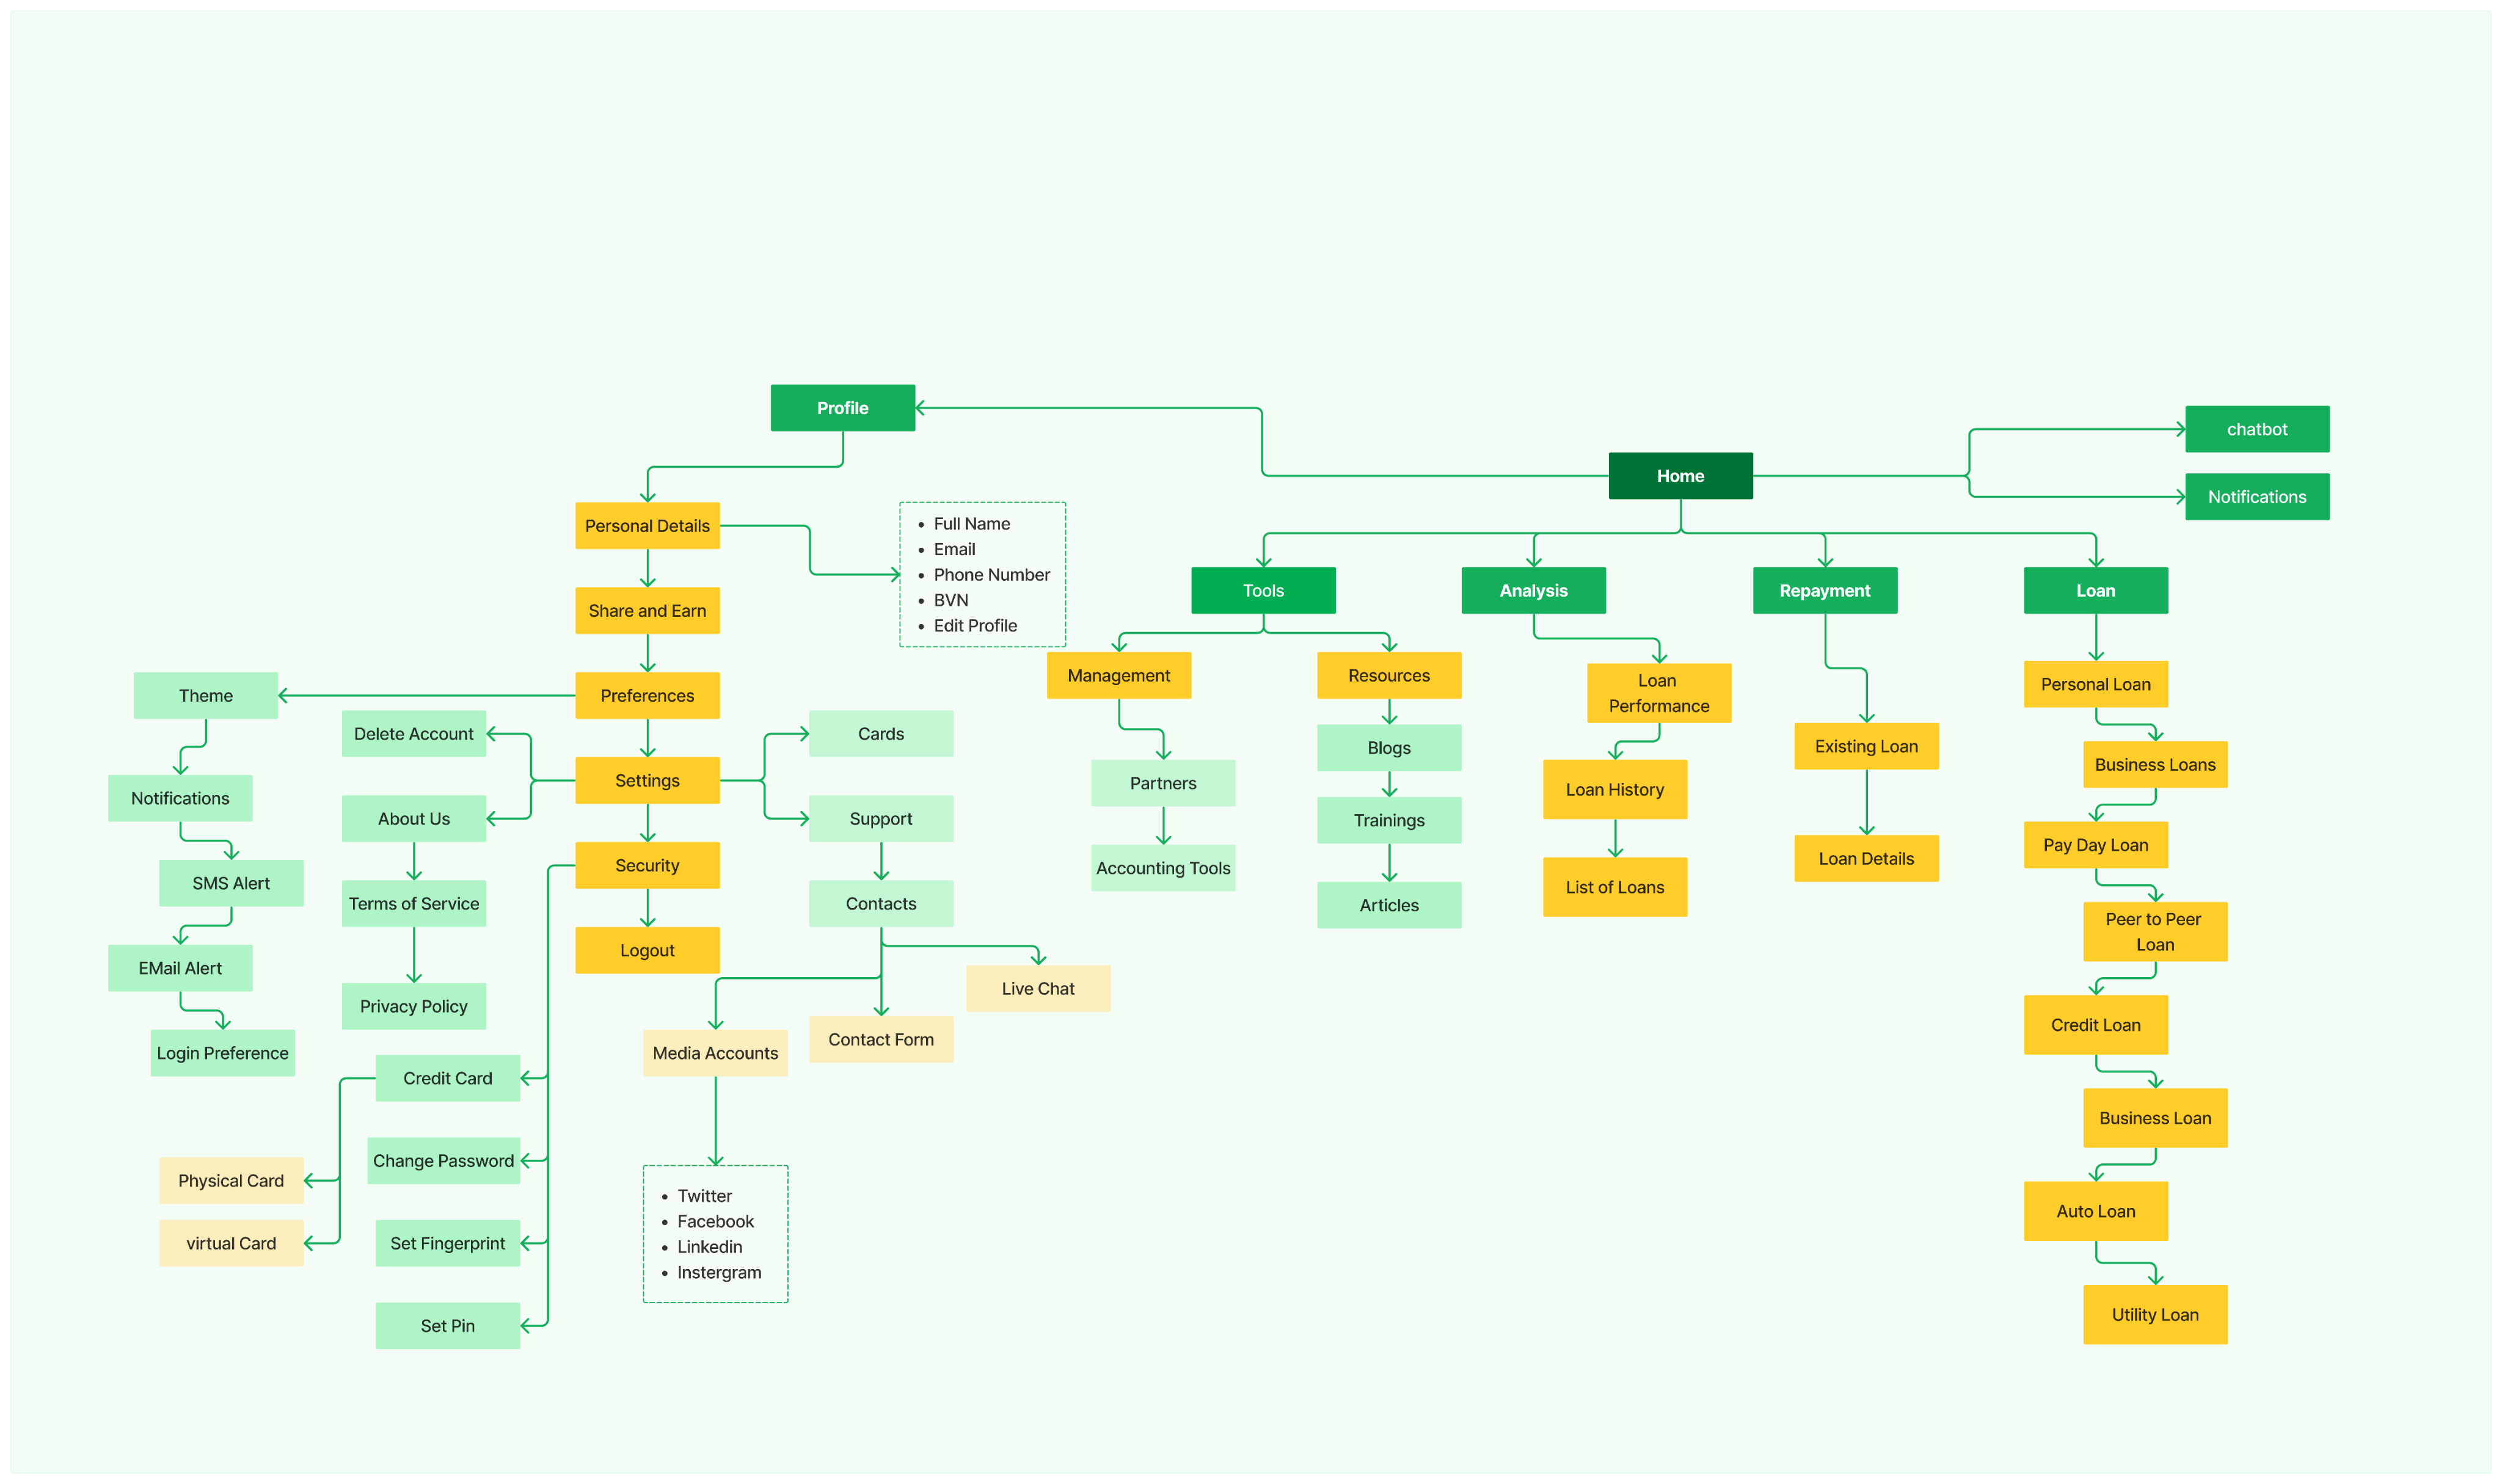 Profile
chatbot
Home
Notifications
Personal Details
• Full Name
• Email
• Phone Number
• BVN
• Edit Profile
Share and Earn
Tools
Analysis
Repayment
Loan
Theme
Preferences
Management
Resources
Loan
Performance
Personal Loan
Delete Account
Cards
Blogs
Existing Loan
Business Loans
Notifications
Settings
Partners
Loan History
About Us
Support
Trainings
Pay Day Loan
SMS Alert
Security
Accounting Tools
List of Loans
Loan Details
Terms of Service
Contacts
Articles
Peer to Peer
Loan
EMail Alert
Logout
Live Chat
Privacy Policy
Credit Loan
Login Preference
Media Accounts
Contact Form
Credit Card
Business Loan
Physical Card
Change Password
• Twitter
• Facebook
• Linkedin
• Instergram
Auto Loan
virtual Card
Set Fingerprint
Set Pin
Utility Loan